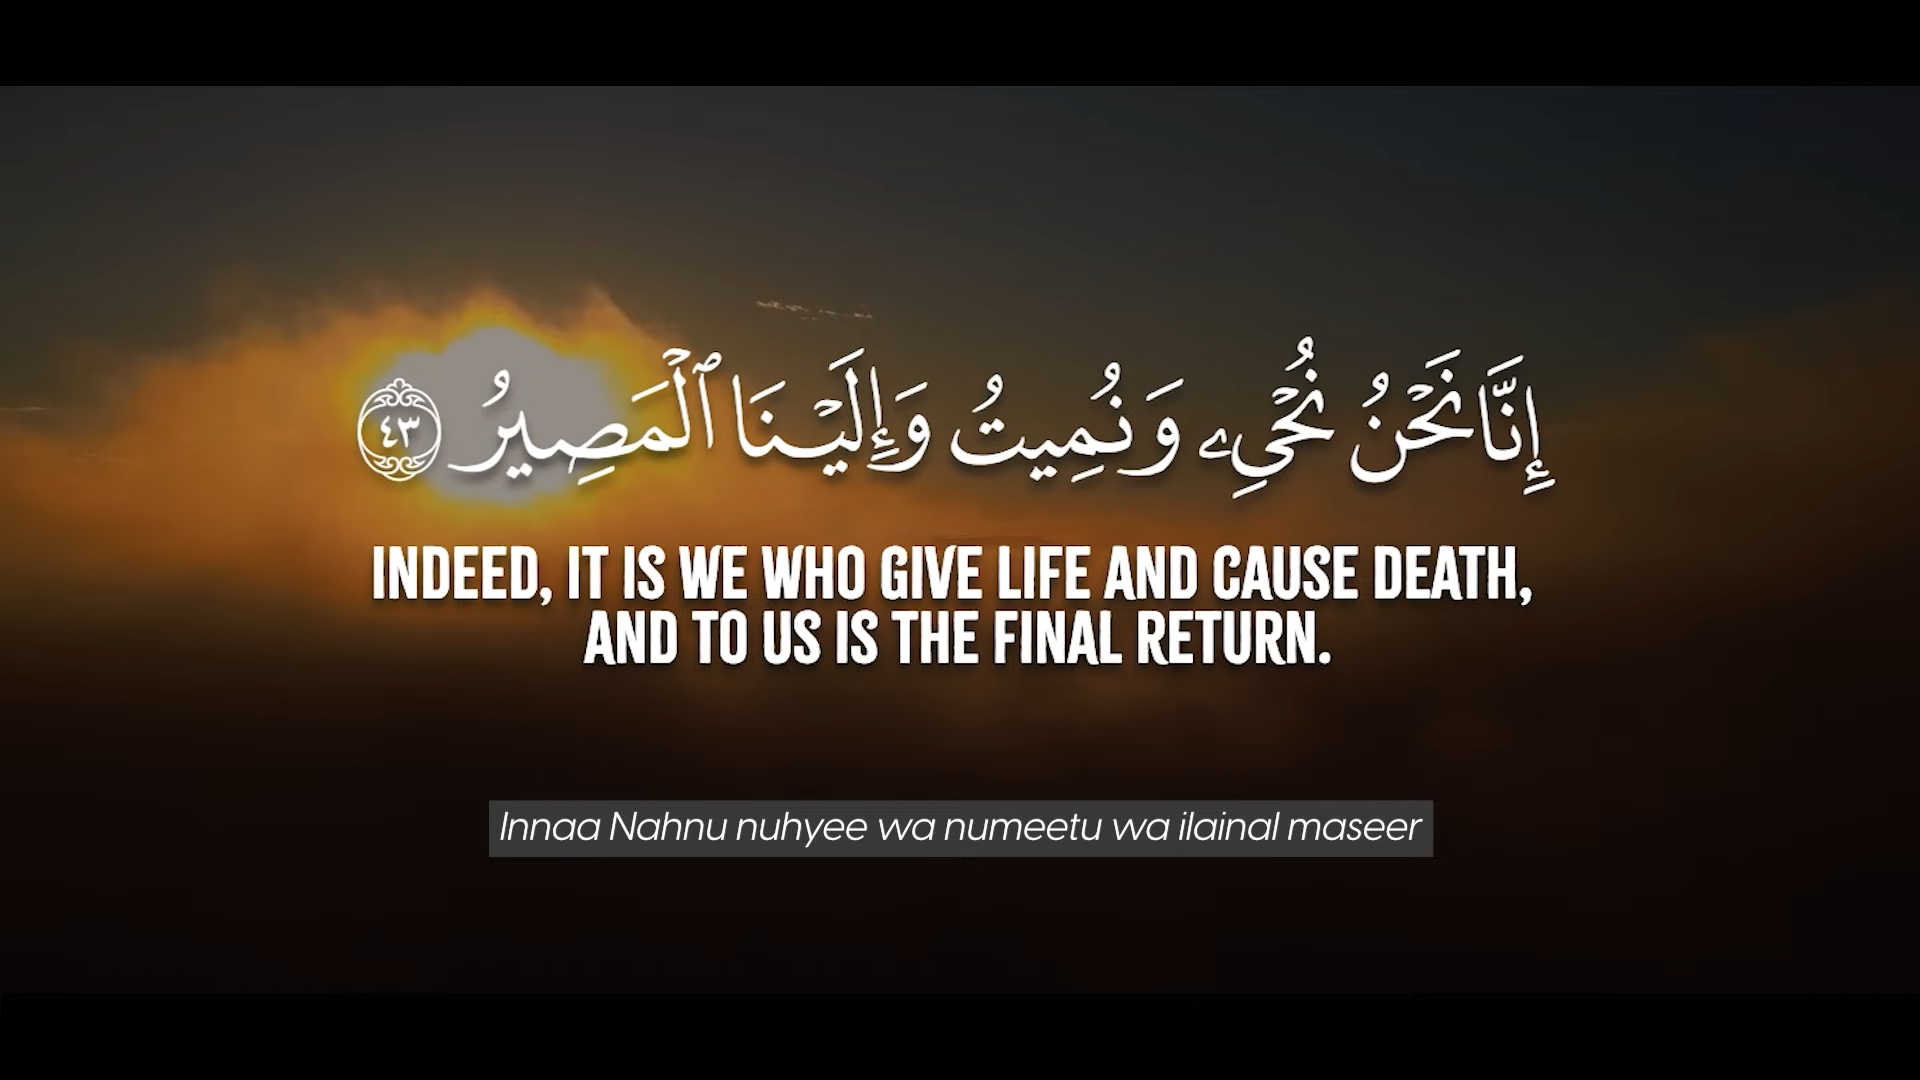 إِنَّا نَحْنُ نُحْىِۦ وَنُمِيتُ وَإِلَيْنَا ٱلْمَصِيرُ ٤٣
INDEED, IT IS WE WHO GIVE LIFE AND CAUSE DEATH,
AND TO US IS THE FINAL RETURN.
Innaa Nahnu nuhyee wa numeetu wa ilainal maseer